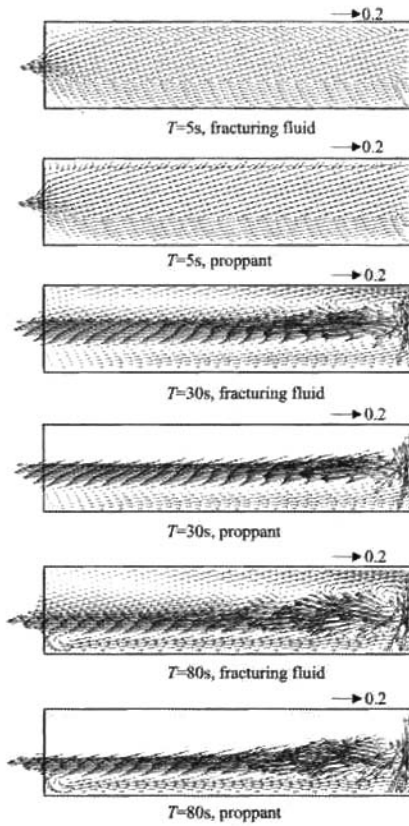 0.2
T=5s, fracturing fluid
0.2
T=5s, proppant
0.2
T=30s, fracturing fluid
0.2
T=30s, proppant
0.2
T=80s, fracturing fluid
0.2
T=80s, proppant